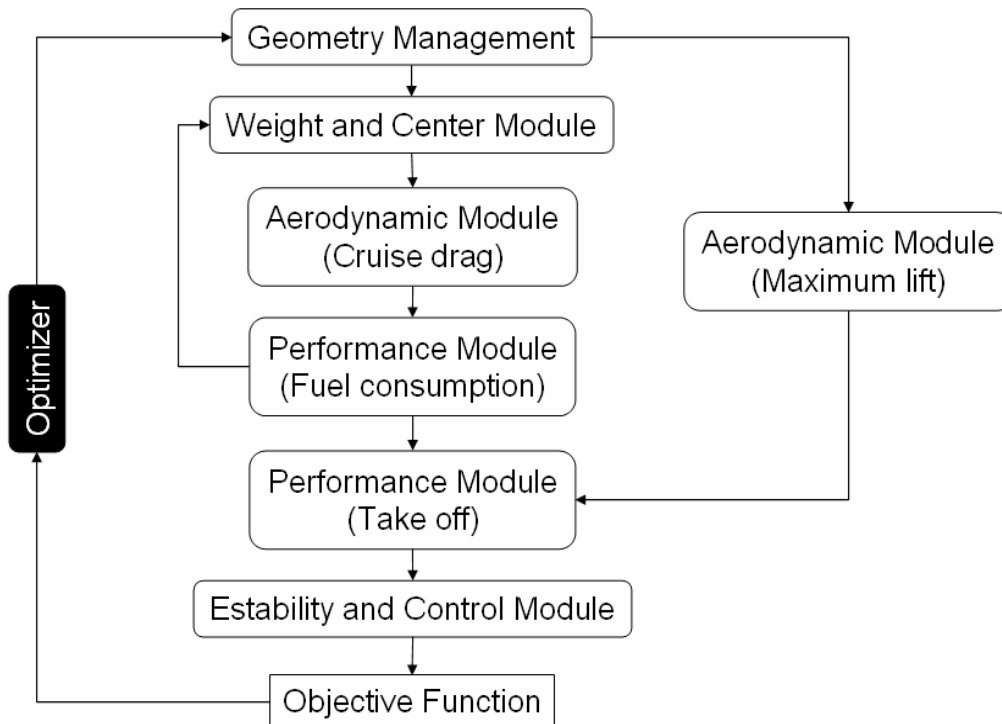 Geometry Management
Weight and Center Module
Aerodynamic Module
(Cruise drag)
Aerodynamic Module
(Maximum lift)
Optimizer
Performance Module
(Fuel consumption)
Performance Module
(Take off)
Estability and Control Module
Objective Function